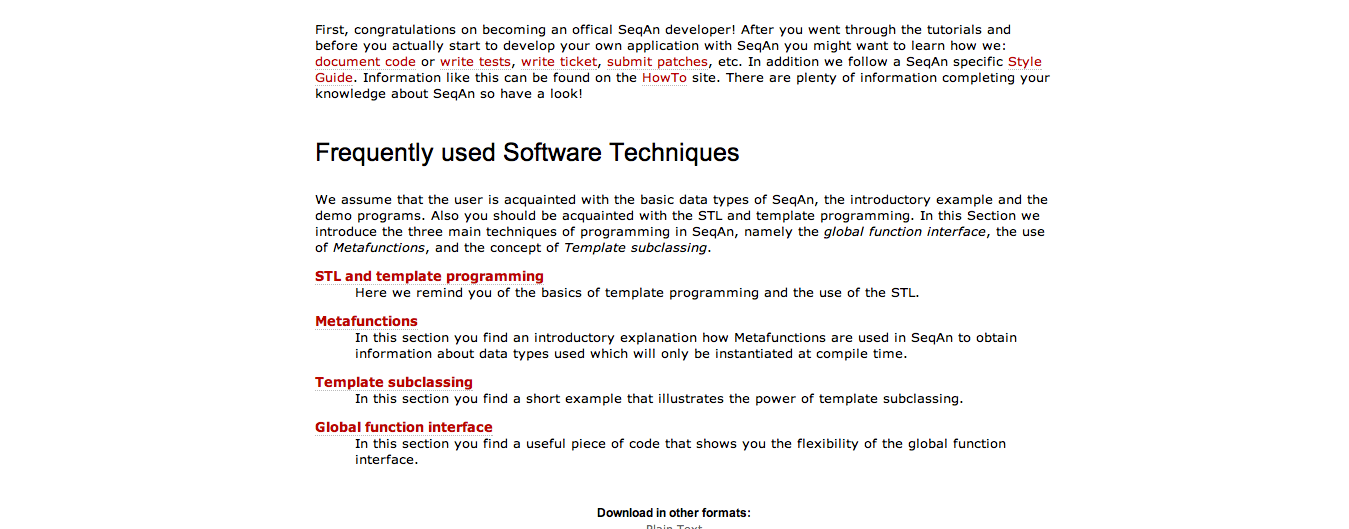 First, congratulations on becoming an offical SeqAn developer! After you went through the tutorials and
before you actually start to develop your own application with SeqAn you might want to learn how we:
document code or write tests, write ticket, submit patches, etc. In addition we follow a SeqAn specific Style
Guide. Information like this can be found on the HowTo site. There are plenty of information completing your
knowledge about SeqAn so have a look!
Frequently used Software Techniques
We assume that the user is acquainted with the basic data types of SeqAn, the introductory example and the
demo programs. Also you should be acquainted with the STL and template programming. In this Section we
introduce the three main techniques of programming in SeqAn, namely the global function interface, the use
of Metafunctions, and the concept of Template subclassing.
STL and template programming
Here we remind you of the basics of template programming and the use of the STL.
Metafunctions
In this section you find an introductory explanation how Metafunctions are used in SeqAn to obtain
information about data types used which will only be instantiated at compile time.
Template subclassing
In this section you find a short example that illustrates the power of template subclassing.
Global function interface
In this section you find a useful piece of code that shows you the flexibility of the global function
interface.
Download in other formats:
Plain Text